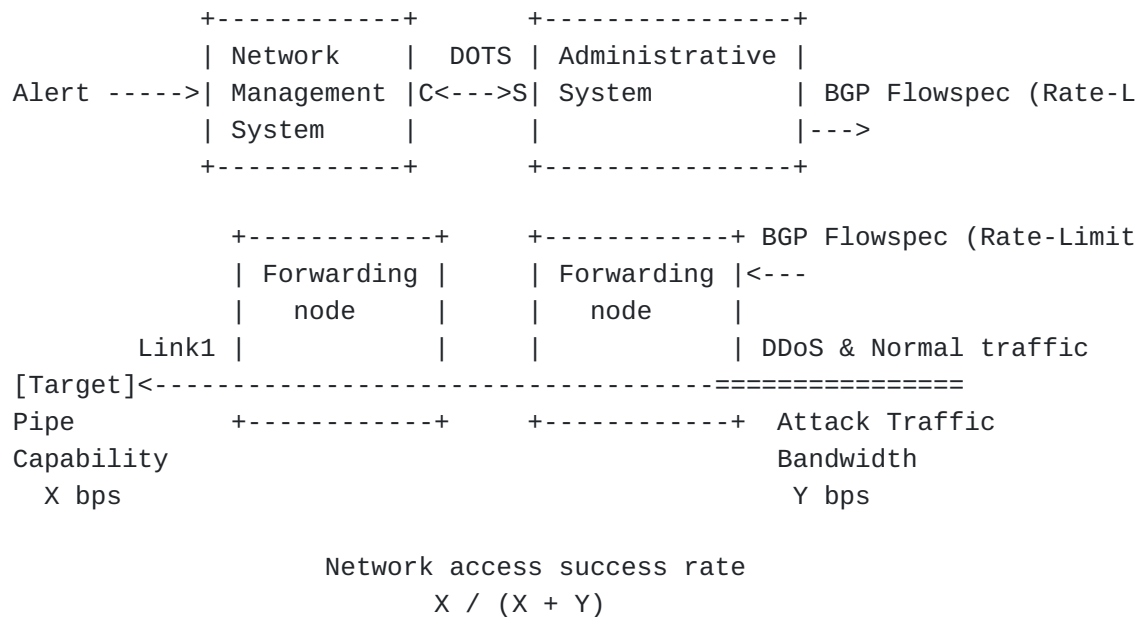 +------------+       +----------------+
            | Network    |  DOTS | Administrative |
Alert ----->| Management |C<--->S| System         | BGP Flowspec (Rate-L
            | System     |       |                |--->
            +------------+       +----------------+

              +------------+     +------------+ BGP Flowspec (Rate-Limit
              | Forwarding |     | Forwarding |<---
              |   node     |     |   node     |
        Link1 |            |     |            | DDoS & Normal traffic
[Target]<------------------------------------================
Pipe          +------------+     +------------+  Attack Traffic
Capability                                       Bandwidth
  X bps                                           Y bps

                    Network access success rate
                           X / (X + Y)